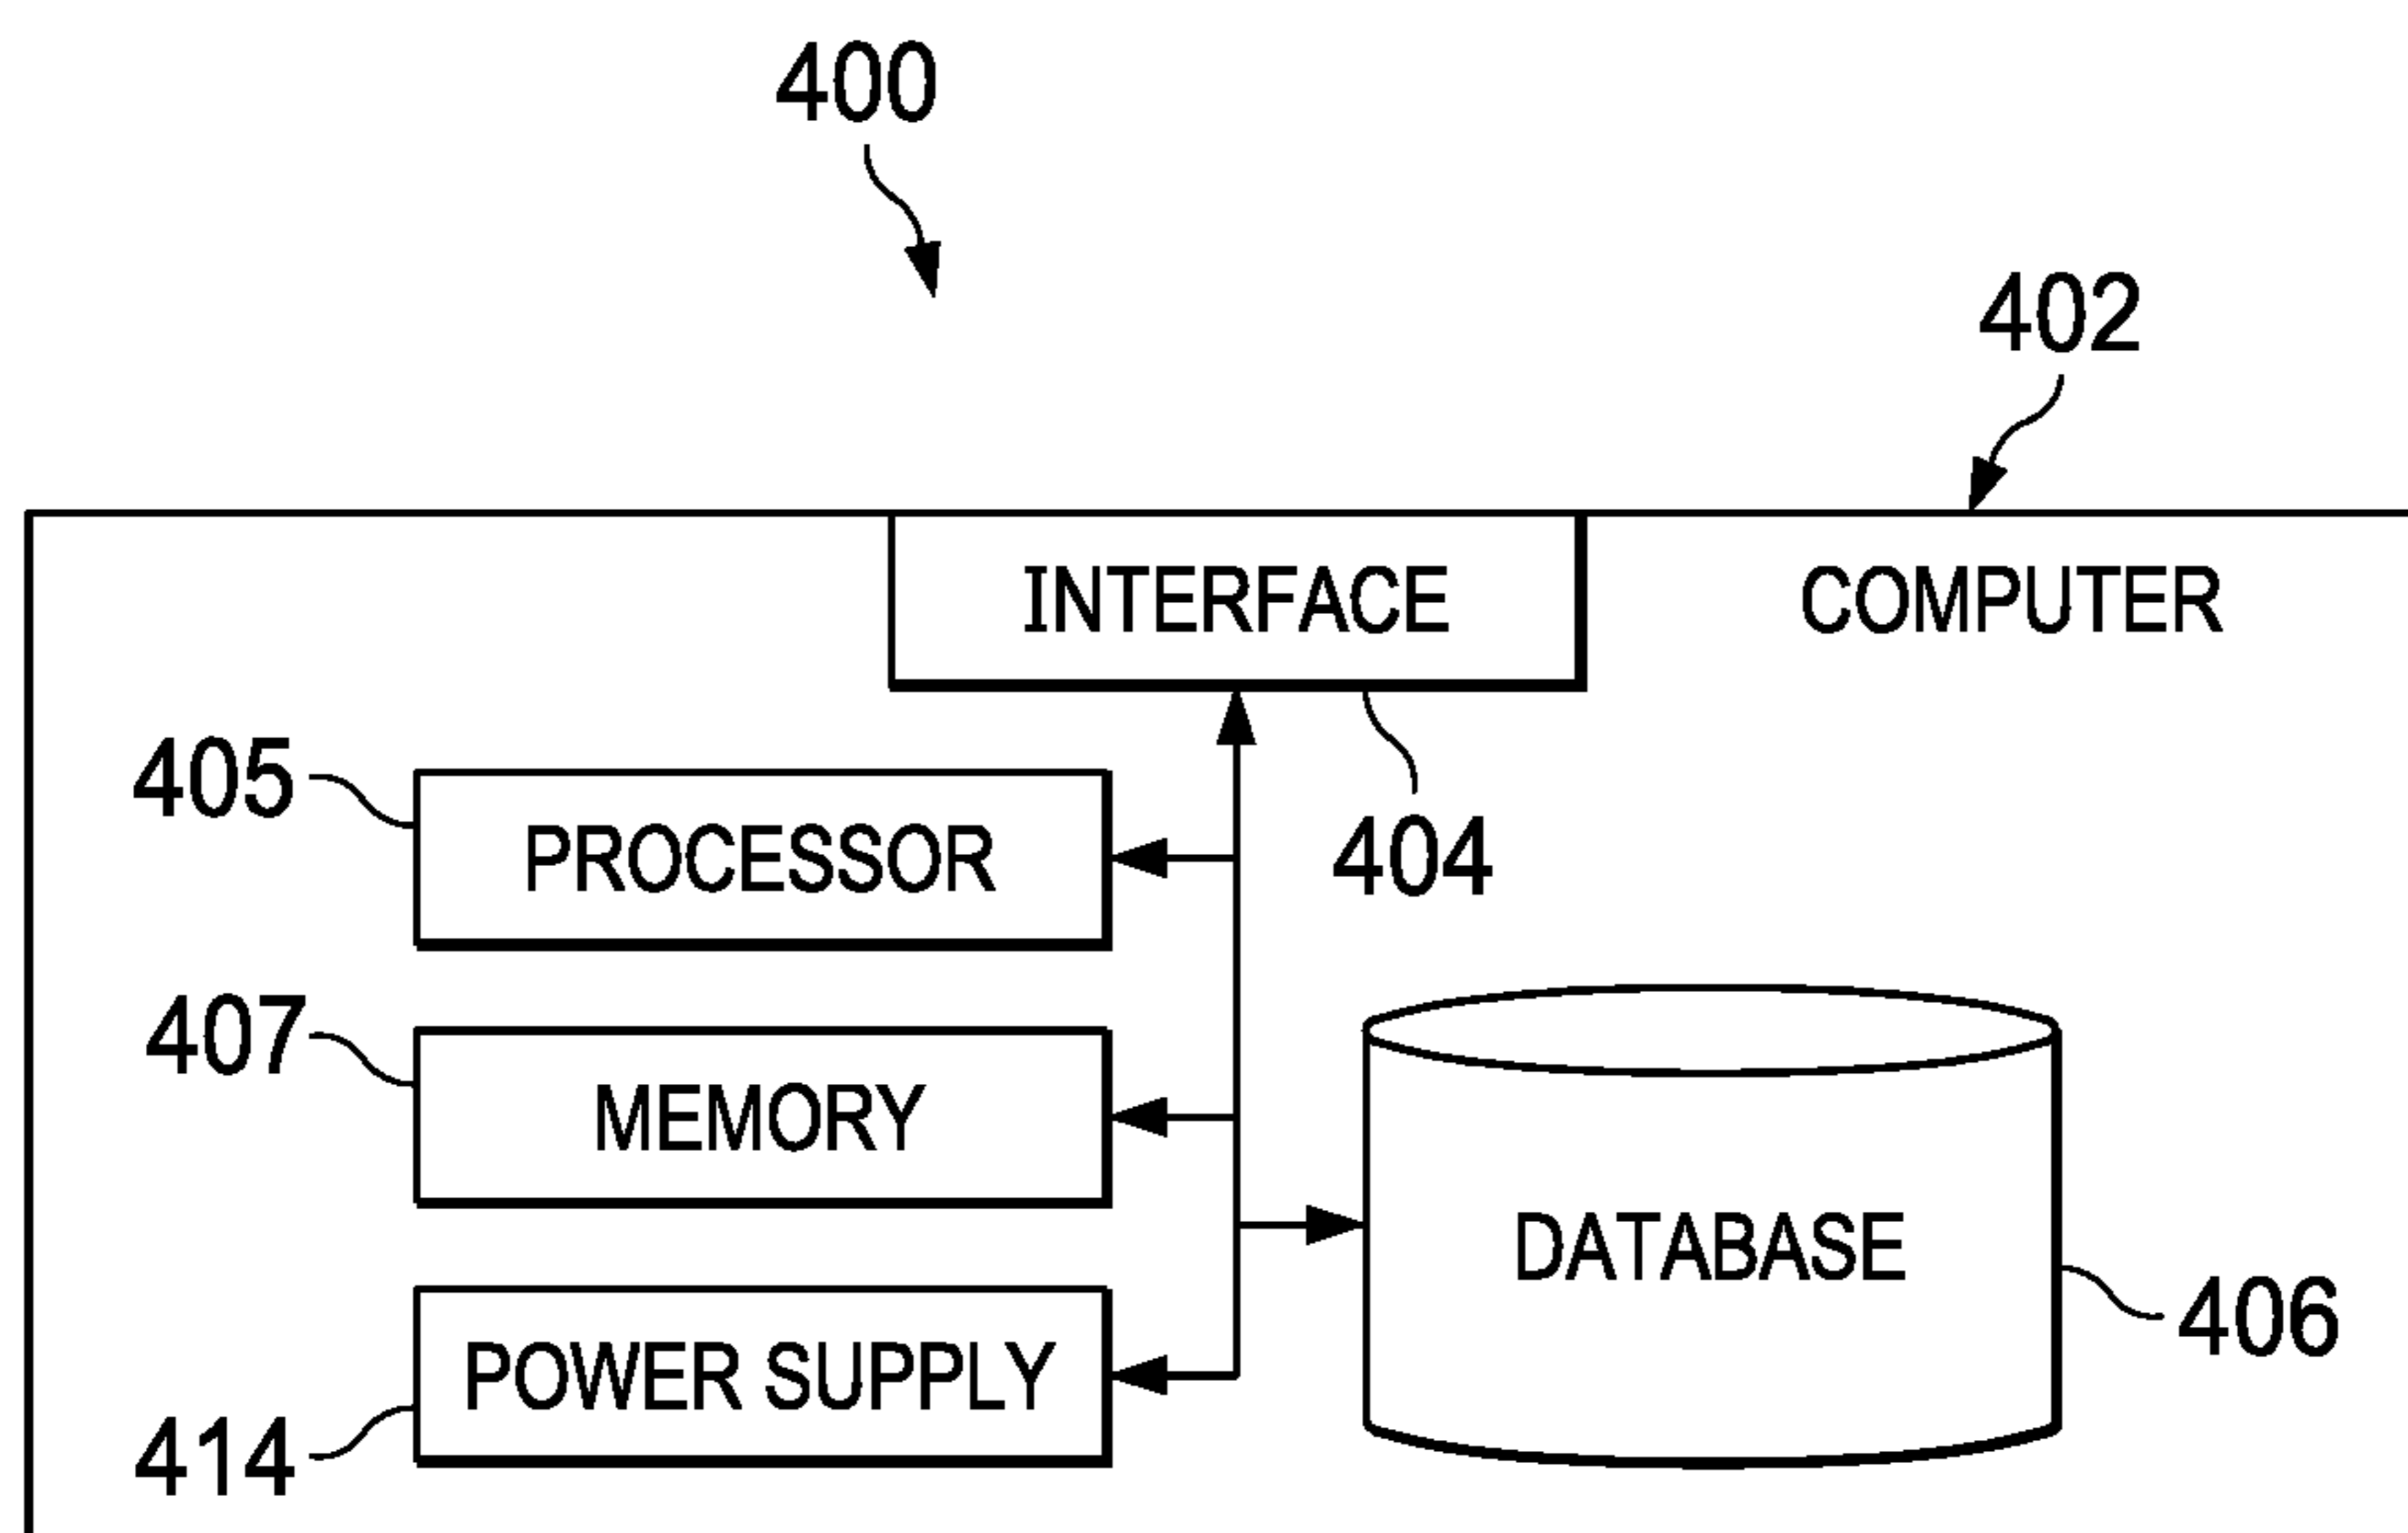 400
402
INTERFACE
COMPUTER
405
PROCESSOR
404
407
MEMORY
DATABASE
406
POWER SUPPLY
414